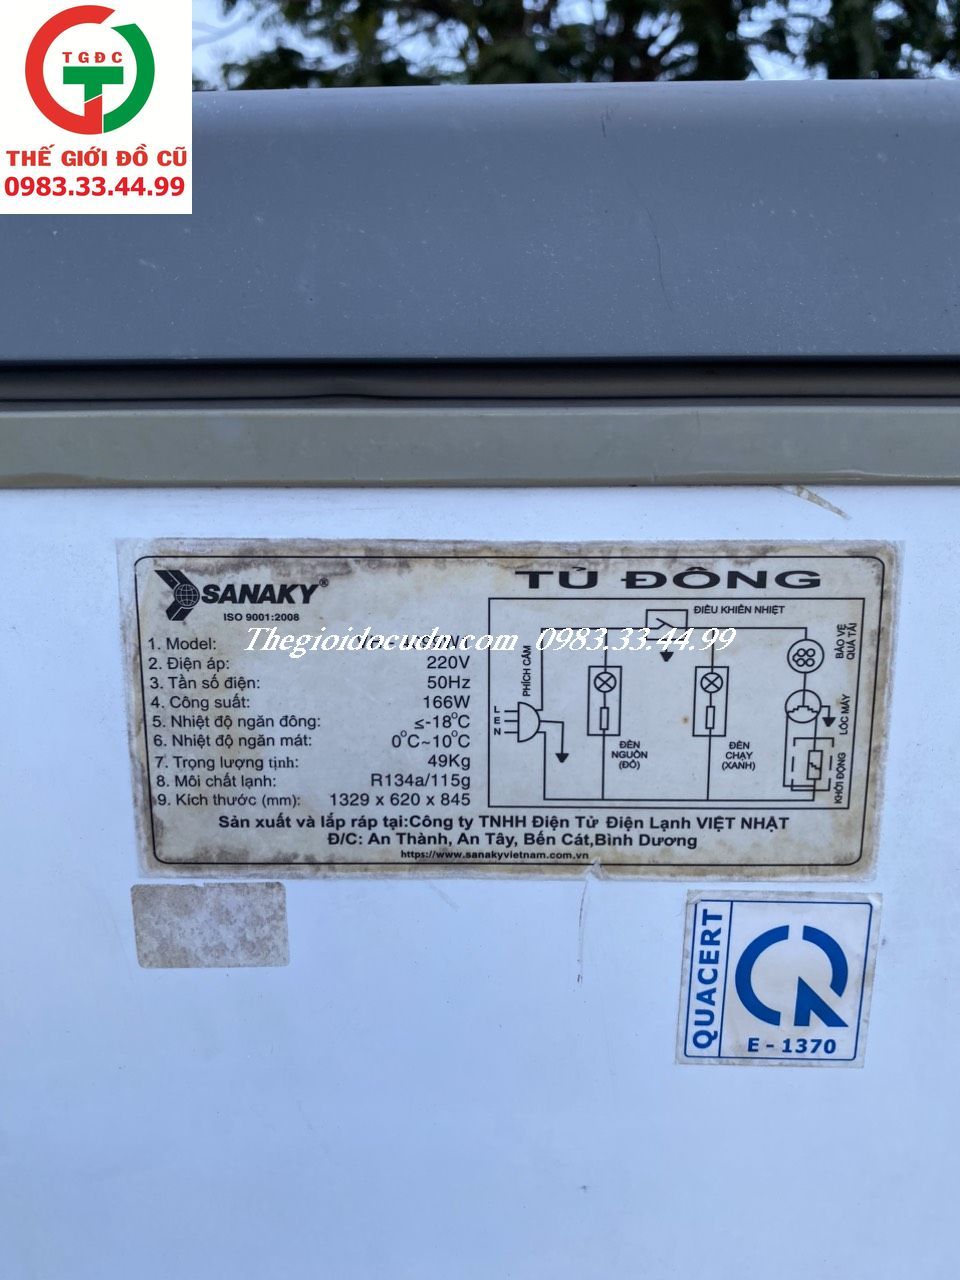 TGĐC
THẾ GIỚI ĐỒ CŨ
0983.33.44.99
SANAKY®
ISO 9001:2008
TỦ ĐÔNG
1. Model:
Thegioidocudn.com 0983.33.44.99
2. Điện áp: 220V
3. Tần số điện: 50Hz
4. Công suất: 166W
5. Nhiệt độ ngăn đông: ≤-18°C
6. Nhiệt độ ngăn mát: 0°C~10°C
7. Trọng lượng tịnh: 49Kg
8. Môi chất lạnh: R134a/115g
9. Kích thước (mm): 1329 x 620 x 845
ĐIỀU KHIỂN NHIỆT
PHÍCH CẮM
L
E
N
ĐÈN
NGUỒN
(ĐỎ)
ĐÈN
CHẠY
(XANH)
BẢO VỆ
QUÁ TẢI
LỐC MÁY
KHỞI ĐỘNG
Sản xuất và lắp ráp tại:Công ty TNHH Điện Tử Điện Lạnh VIỆT NHẬT
Đ/C: An Thành, An Tây, Bến Cát,Bình Dương
https://www.sanakyvietnam.com.vn
QUACERT
E - 1370